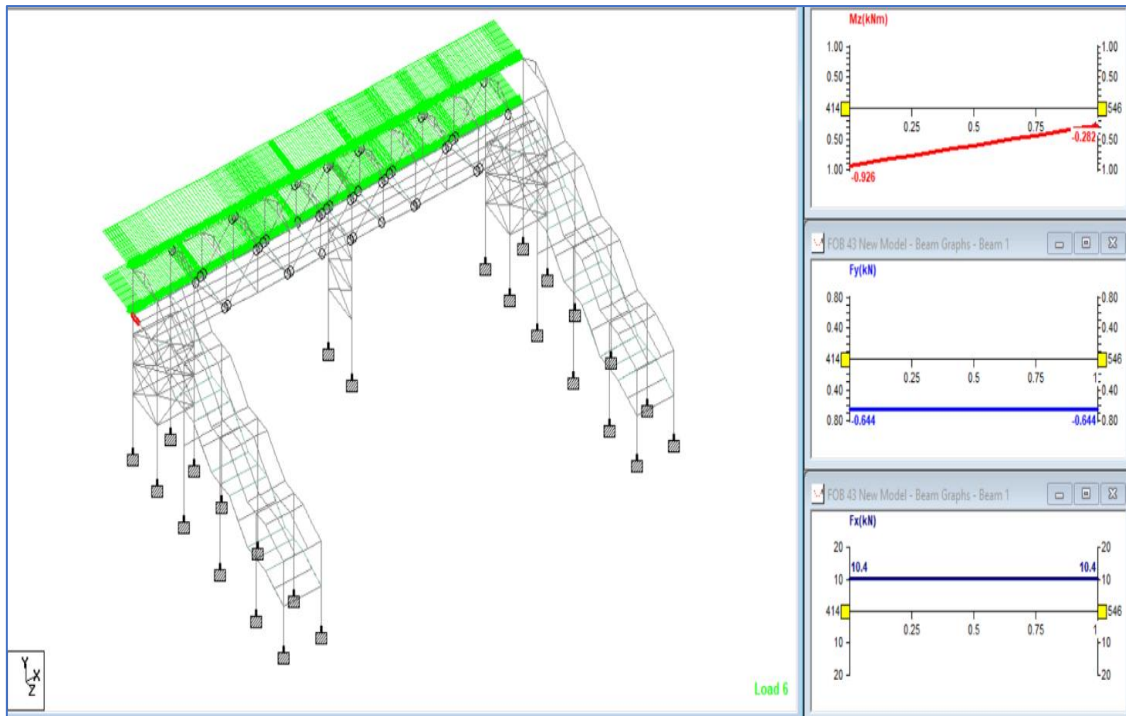 Y
X
Z
Load 6
Mz(kNm)
1.00 1.00
0.50 0.50
414 546
0.25 0.5 0.75
0.50 0.50
-0.282
1.00 1.00
-0.926
FOB 43 New Model - Beam Graphs - Beam 1
Fy(kN)
0.80 0.80
0.40 0.40
414 546
0.25 0.5 0.75 1
0.40 0.40
0.80 -0.644 -0.644 0.80
FOB 43 New Model - Beam Graphs - Beam 1
Fx(kN)
20 20
10.4 10.4
10 10
414 546
0.25 0.5 0.75 1
10 10
20 20